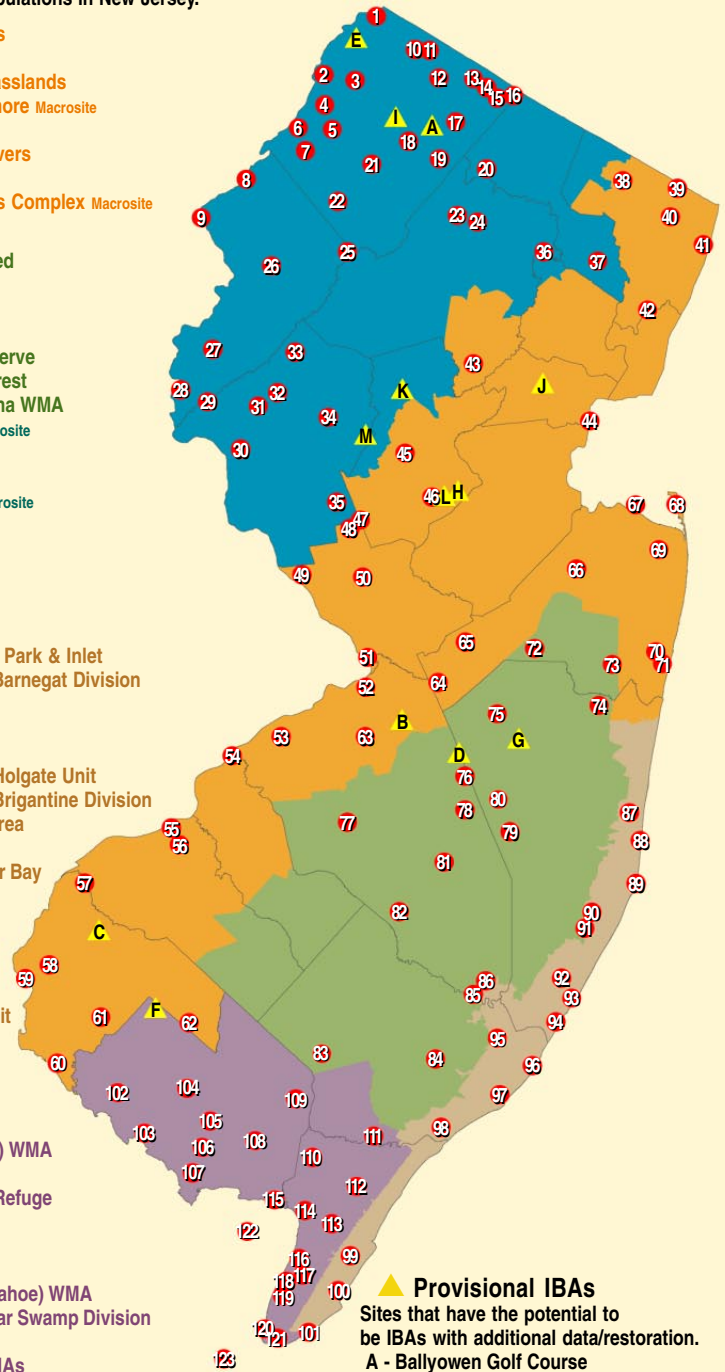 pulations in New Jersey.
s
asslands
nore Macrosite
vers
s Complex Macrosite
ed
erve
rest
na WMA
osite
rosite
Park & Inlet
Barnegat Division
Holgate Unit
Brigantine Division
rea
r Bay
it
) WMA
Refuge
ahoe) WMA
ar Swamp Division
IAs
1
E
10 11
2
3
12
13
14
15
16
4
I
A
17
6
5
18
7
21
19
20
8
38
39
22
9
23
24
40
41
25
36
37
26
42
27
33
43
28
29
32
31
K
J
34
44
30
M
45
35
46
L
H
47
48
67
68
49
50
66
69
51
65
72
70
71
52
64
73
74
B
75
53
63
G
54
D
76
55
56
77
78
80
79
87
88
57
81
89
82
90
91
C
58
59
86
85
92
93
61
F
62
94
95
60
83
84
96
102
104
109
97
103
105
106
108
111
98
107
110
112
115
114
113
122
116
99
118
117
119
100
120
121
101
123
Provisional IBAs
Sites that have the potential to
be IBAs with additional data/restoration.
A - Ballyowen Golf Course